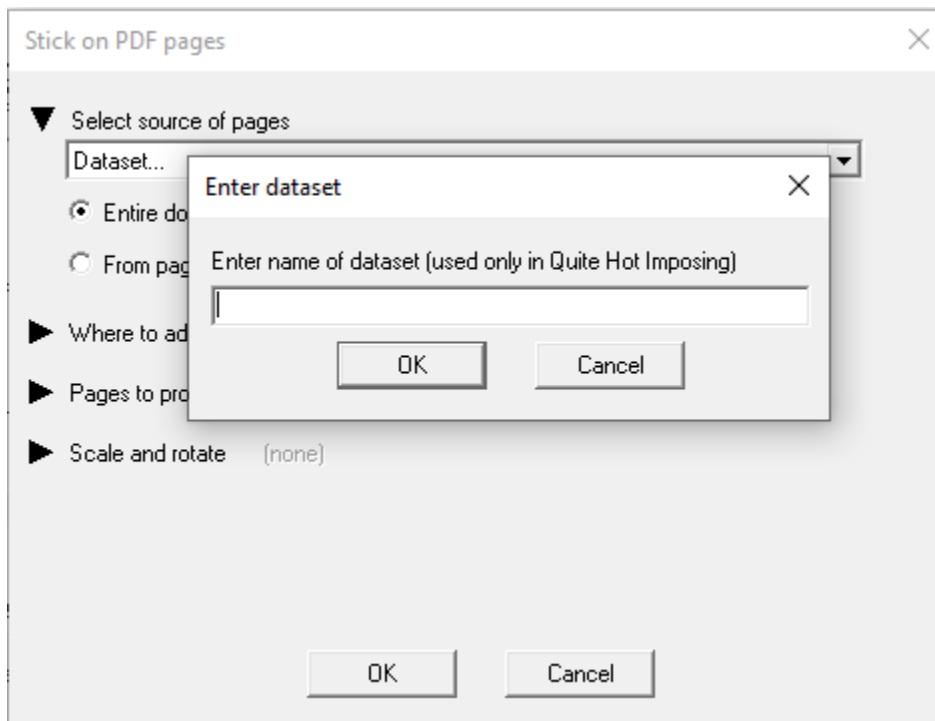 Stick on PDF pages
Select source of pages
Dataset...
Enter dataset
Entire do
Enter name of dataset (used only in Quite Hot Imposing)
From pag
Where to ad
OK Cancel
Pages to pro
Scale and rotate (none)
OK Cancel